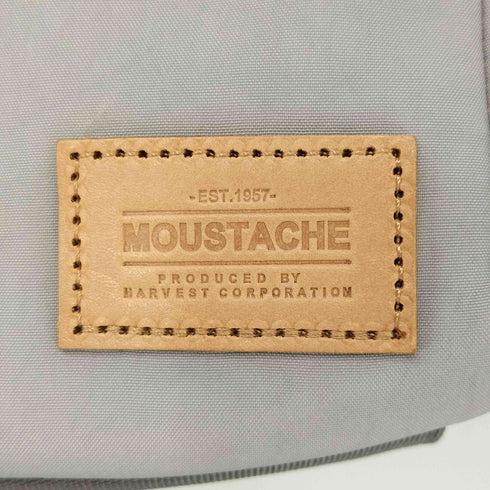 -EST.1957-
MOUSTACHE
PRODUCED BY
HARVEST CORPORATION